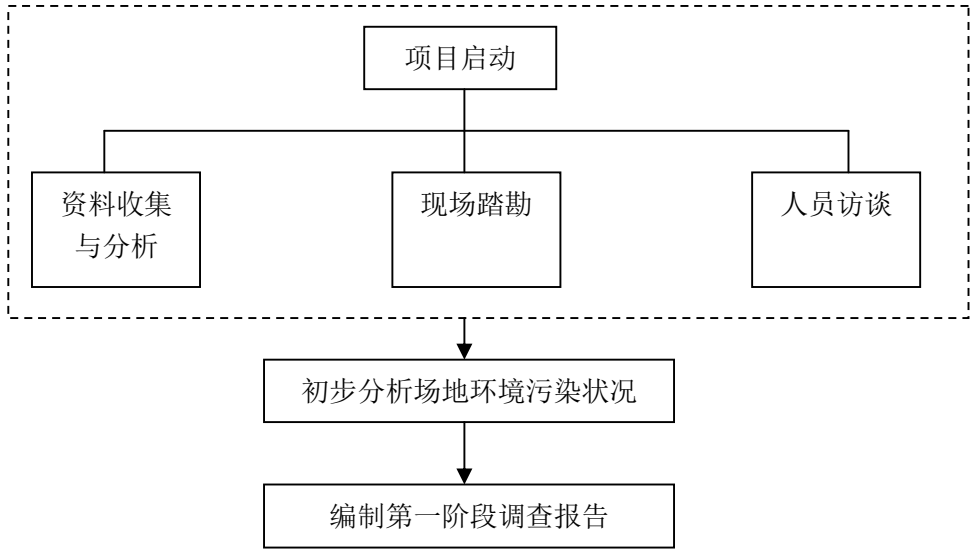 项目启动
资料收集
与分析
现场踏勘
人员访谈
初步分析场地环境污染状况
编制第一阶段调查报告